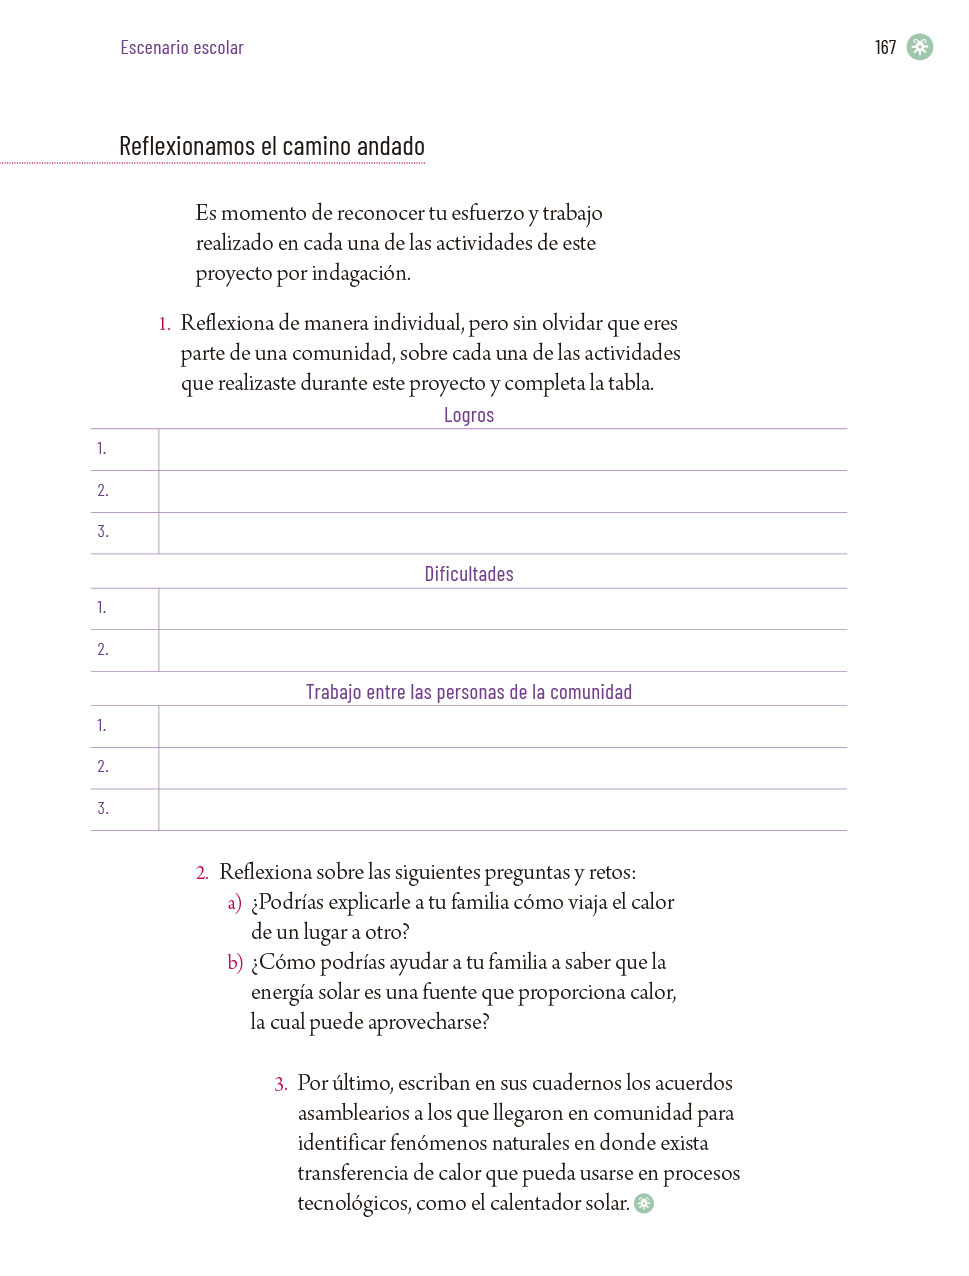 Escenario escolar
167
Reflexionamos el camino andado
Es momento de reconocer tu esfuerzo y trabajo
realizado en cada una de las actividades de este
proyecto por indagación.
1. Reflexiona de manera individual, pero sin olvidar que eres
parte de una comunidad, sobre cada una de las actividades
que realizaste durante este proyecto y completa la tabla.
Logros
1.
2.
3.
Dificultades
1.
2.
Trabajo entre las personas de la comunidad
1.
2.
3.
2. Reflexiona sobre las siguientes preguntas y retos:
a) ¿Podrías explicarle a tu familia cómo viaja el calor
de un lugar a otro?
b) ¿Cómo podrías ayudar a tu familia a saber que la
energía solar es una fuente que proporciona calor,
la cual puede aprovecharse?
3. Por último, escriban en sus cuadernos los acuerdos
asamblearios a los que llegaron en comunidad para
identificar fenómenos naturales en donde exista
transferencia de calor que pueda usarse en procesos
tecnológicos, como el calentador solar.